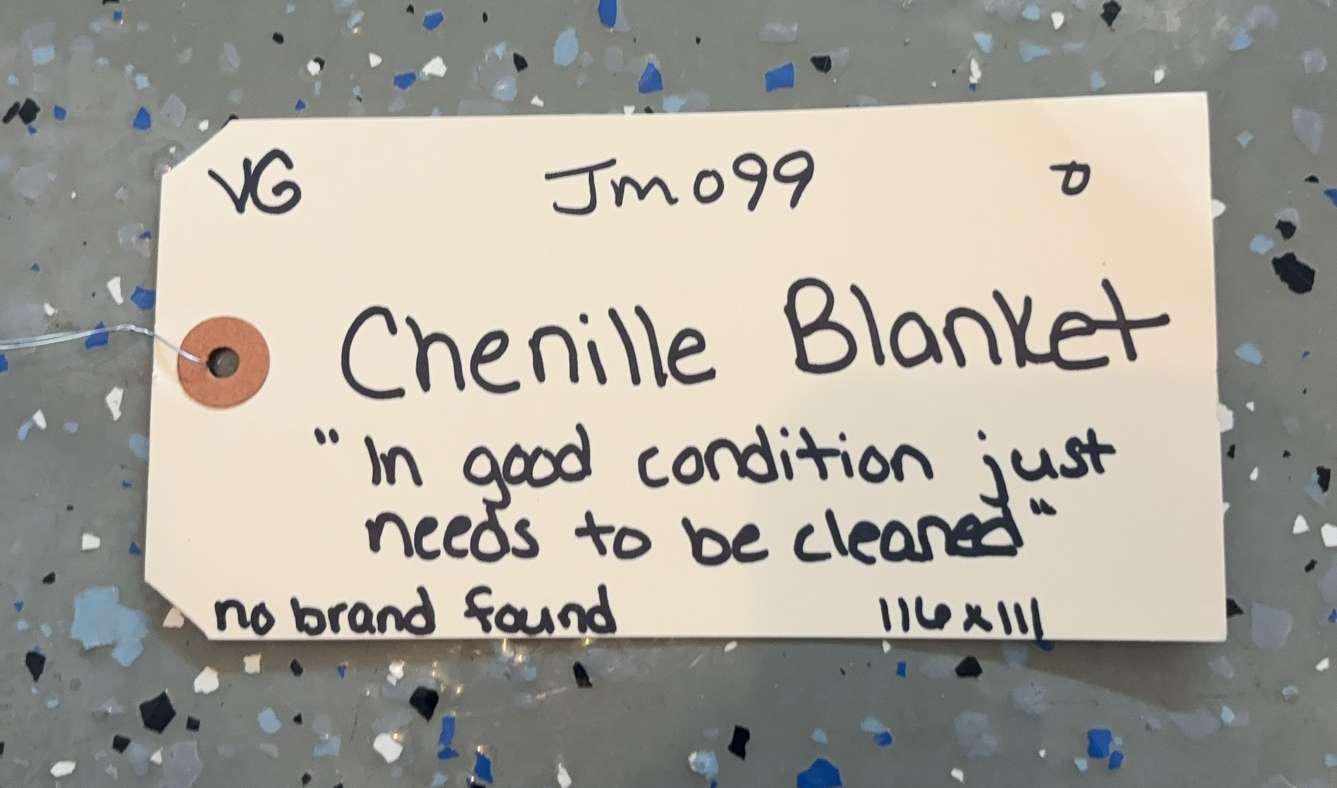 VG Jm099
Chenille Blanket
"In good condition just
needs to be cleaned"
no brand found 116x111